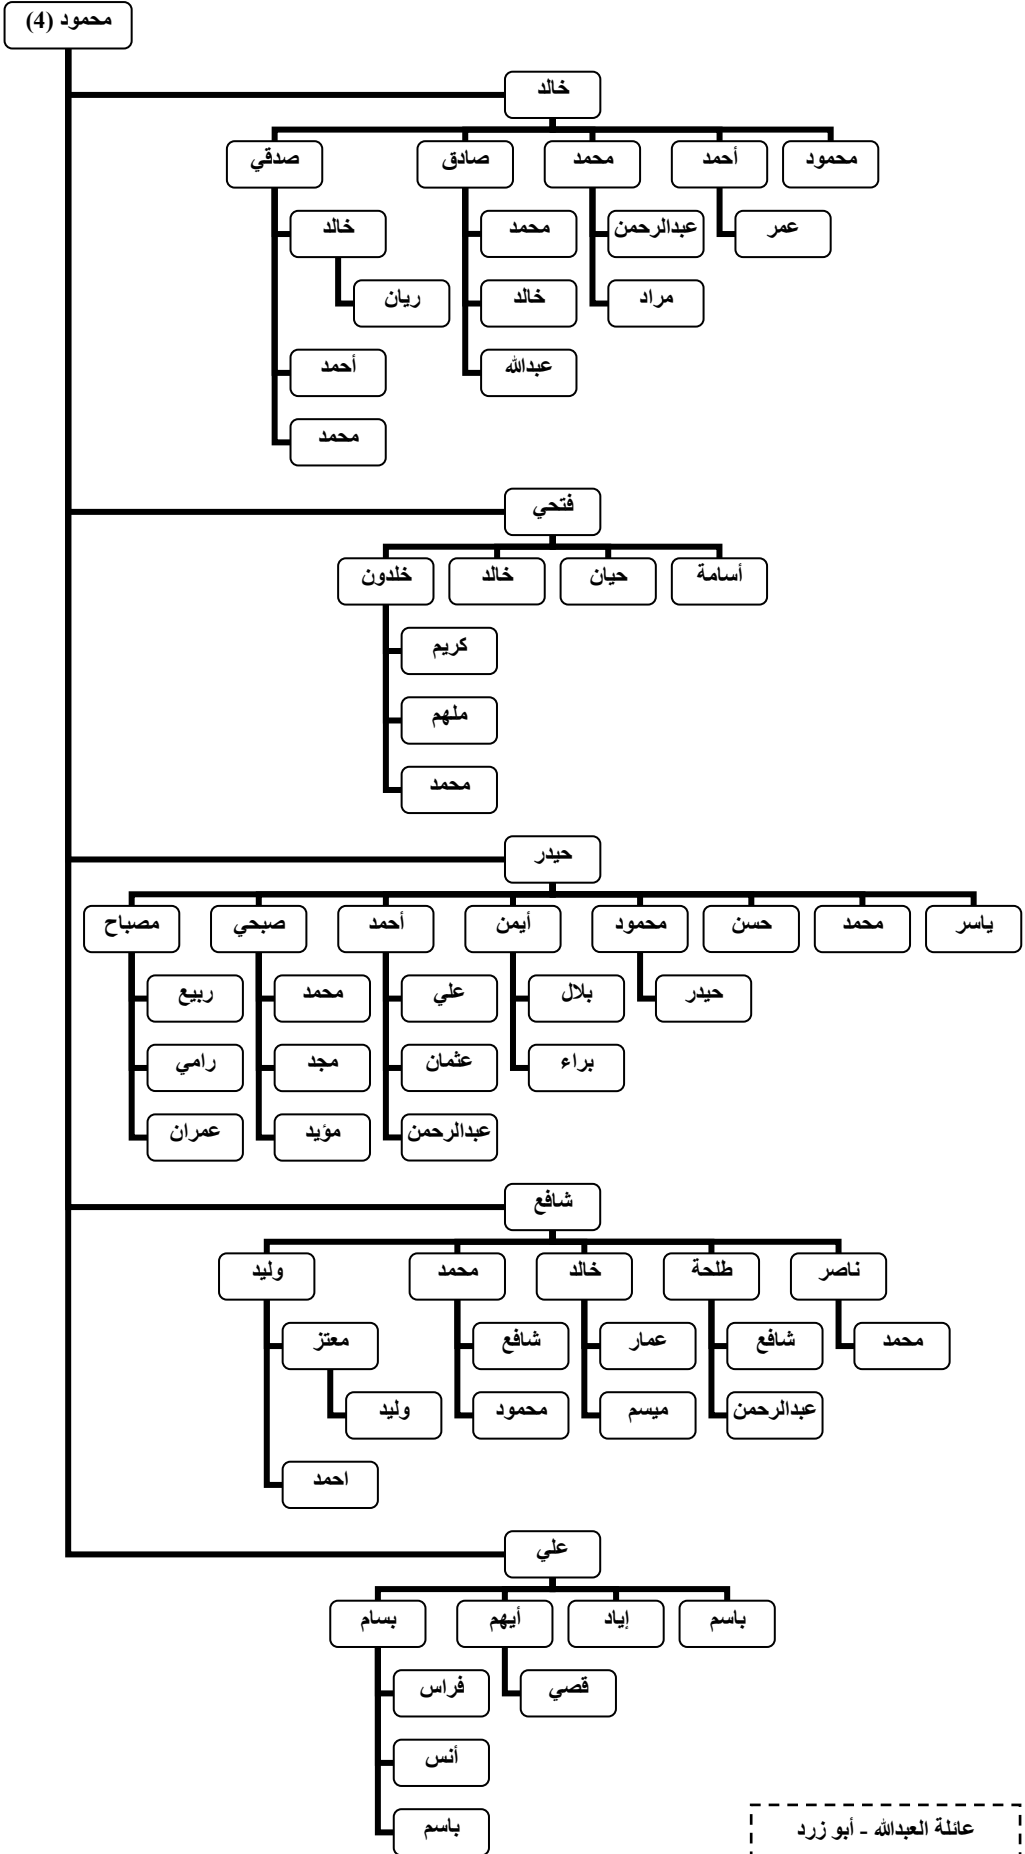 محمود (4)
خالد
محمود
أحمد
محمد
صادق
صدقي
عمر
عبدالرحمن
محمد
خالد
مراد
خالد
ريان
عبدالله
أحمد
محمد
فتحي
أسامة
حيان
خالد
خلدون
كريم
ملهم
محمد
حيدر
ياسر
محمد
حسن
محمود
أيمن
أحمد
صبحي
مصباح
حيدر
بلال
علي
محمد
ربيع
براء
عثمان
مجد
رامي
عبدالرحمن
مؤيد
عمران
شافع
ناصر
طلحة
خالد
محمد
وليد
محمد
شافع
عمار
شافع
معتز
عبدالرحمن
ميسم
محمود
وليد
احمد
علي
باسم
إياد
أيهم
بسام
قصي
فراس
أنس
باسم
عائلة العبدالله - أبو زرد